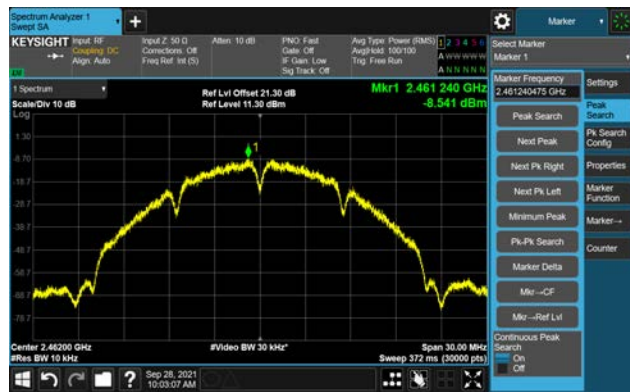 Spectrum Analyzer 1
Swept SA
Marker
KEYSIGHT
Input: RF
Coupling: DC
Align: Auto
Input Z: 50 Ω
Corrections: Off
Freq Ref: Int (S)
Atten: 10 dB
PNO: Fast
Gate: Off
IF Gain: Low
Sig Track: Off
Avg Type: Power (RMS)
Avg|Hold: 100/100
Trig: Free Run
1 2 3 4 5 6
A W W W W W
A N N N N N
Select Marker
Marker 1
1 Spectrum
Scale/Div 10 dB
Log
Ref Lvl Offset 21.30 dB
Ref Level 11.30 dBm
Mkr1 2.461 240 GHz
-8.541 dBm
1
1.30
-8.70
-18.7
-28.7
-38.7
-48.7
-58.7
-68.7
-78.7
Center 2.46200 GHz
#Res BW 10 kHz
#Video BW 30 kHz*
Span 30.00 MHz
Sweep 372 ms (30000 pts)
Marker Frequency
2.461240475 GHz
Peak Search
Next Peak
Next Pk Right
Next Pk Left
Minimum Peak
Pk-Pk Search
Marker Delta
Mkr→CF
Mkr→Ref Lvl
Continuous Peak
Search
On
Off
Settings
Peak
Search
Pk Search
Config
Properties
Marker
Function
Marker→
Counter
?
Sep 28, 2021
10:03:07 AM